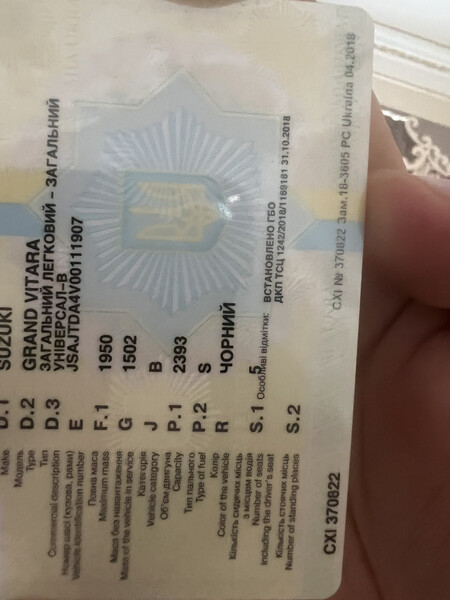 Make D.1 SUZUKI
Модель D.2 GRAND VITARA
Type
Тип D.3 ЗАГАЛЬНИЙ ЛЕГКОВИЙ – ЗАГАЛЬНИЙ
Commercial description УНІВЕРСАЛ-В
Номер шасі (кузова, рами) E JSAJTDA4V00111907
Vehicle identification number
Повна маса F.1 1950
Maximum mass
Маса без навантаження G 1502
Mass of the vehicle in service
Категорія J B
Vehicle category
Об'єм двигуна P.1 2393
Capacity
Тип пального P.2 S
Type of fuel
Колір R ЧОРНИЙ
Color of the vehicle
Кількість сидячих місць S.1 5
з місцем водія
Number of seats
including the driver's seat
Кількість стоячих місць S.2
Number of standing places
Особливі відмітки: ВСТАНОВЛЕНО ГБО
ДКП ТСЦ 1242/2018/1169181 31.10.2018
CXI 370822
CXI № 370822 Зам.18-3605 PC Ukraina 04.2018